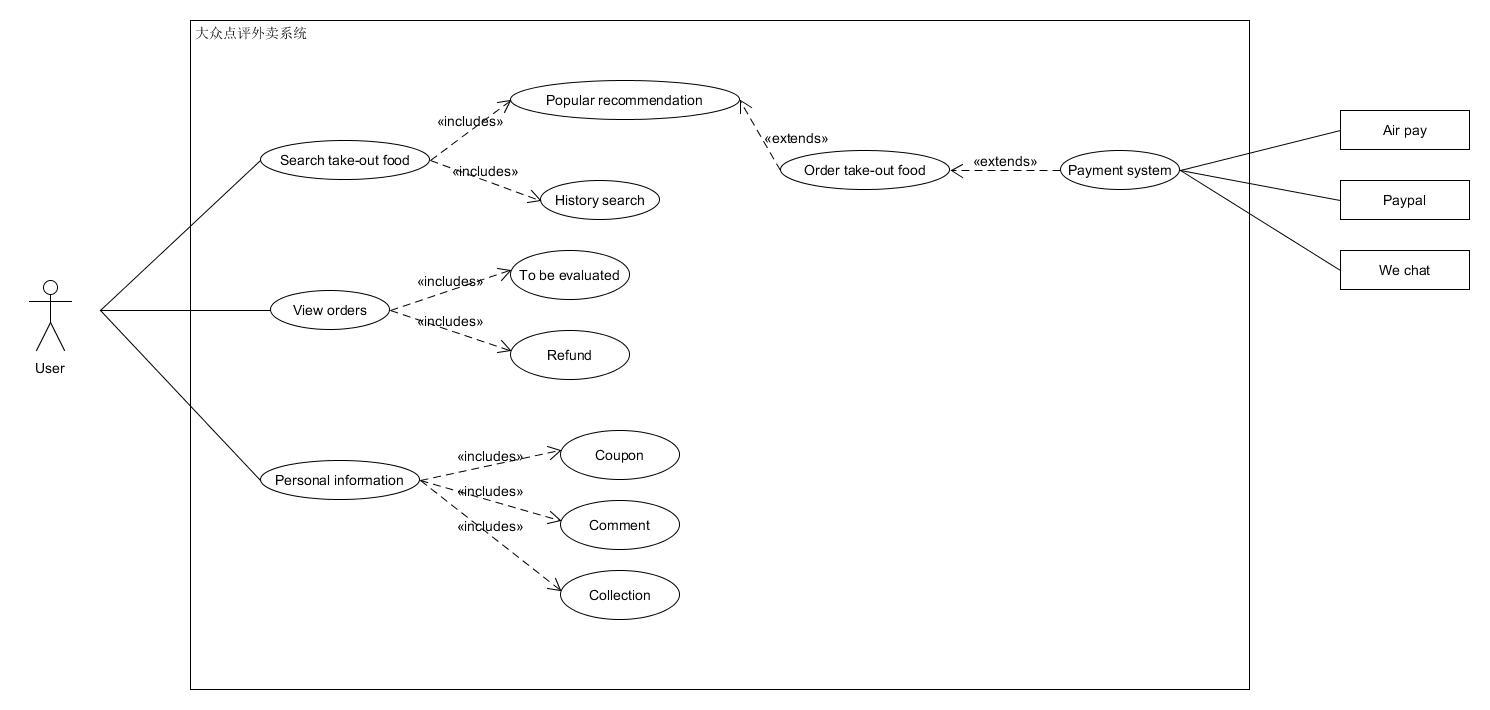 大众点评外卖系统
Popular recommendation
«includes»
Air pay
«extends»
Search take-out food
«extends»
«includes»
Order take-out food
Payment system
History search
Paypal
To be evaluated
«includes»
We chat
View orders
«includes»
Refund
User
«includes»
Coupon
Personal information
«includes»
«includes»
Comment
Collection